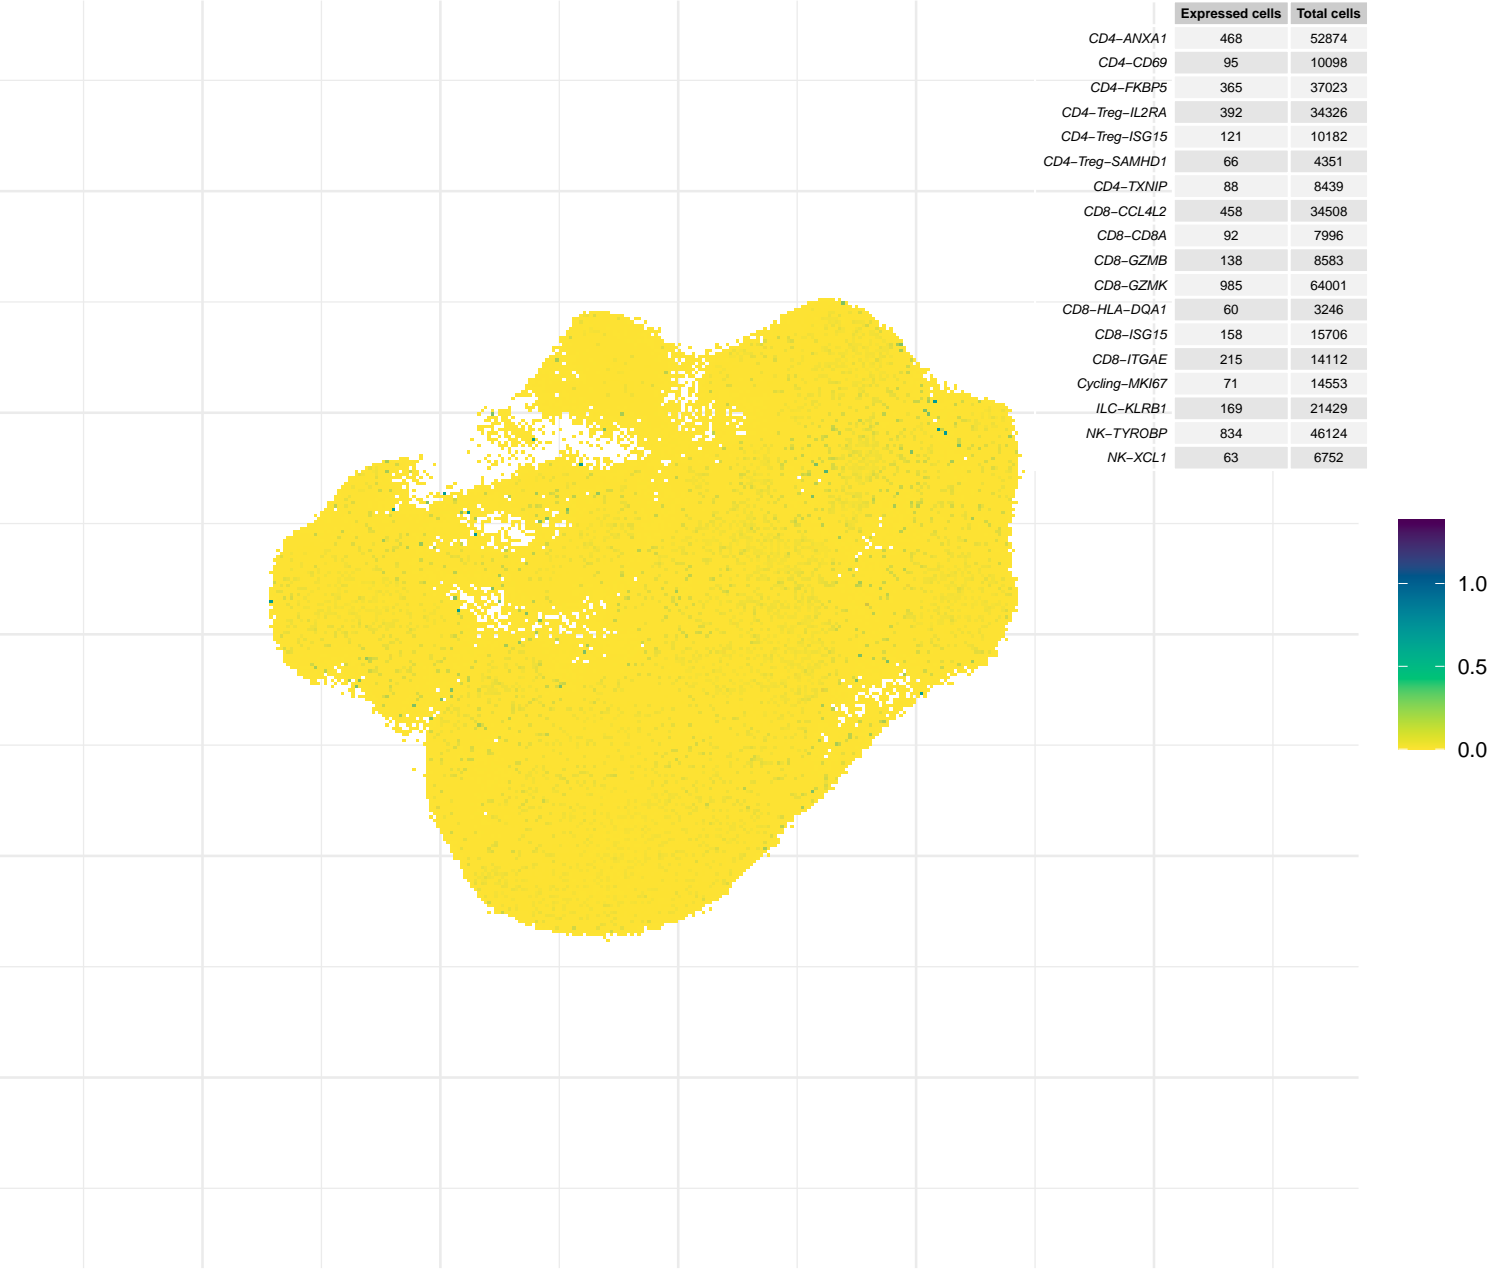 Expressed cells Total cells
CD4−ANXA1 468 52874
CD4−CD69 95 10098
CD4−FKBP5 365 37023
CD4−Treg−IL2RA 392 34326
CD4−Treg−ISG15 121 10182
CD4−Treg−SAMHD1 66 4351
CD4−TXNIP 88 8439
CD8−CCL4L2 458 34508
CD8−CD8A 92 7996
CD8−GZMB 138 8583
CD8−GZMK 985 64001
CD8−HLA−DQA1 60 3246
CD8−ISG15 158 15706
CD8−ITGAE 215 14112
Cycling−MKI67 71 14553
ILC−KLRB1 169 21429
NK−TYROBP 834 46124
NK−XCL1 63 6752
1.0
0.5
0.0